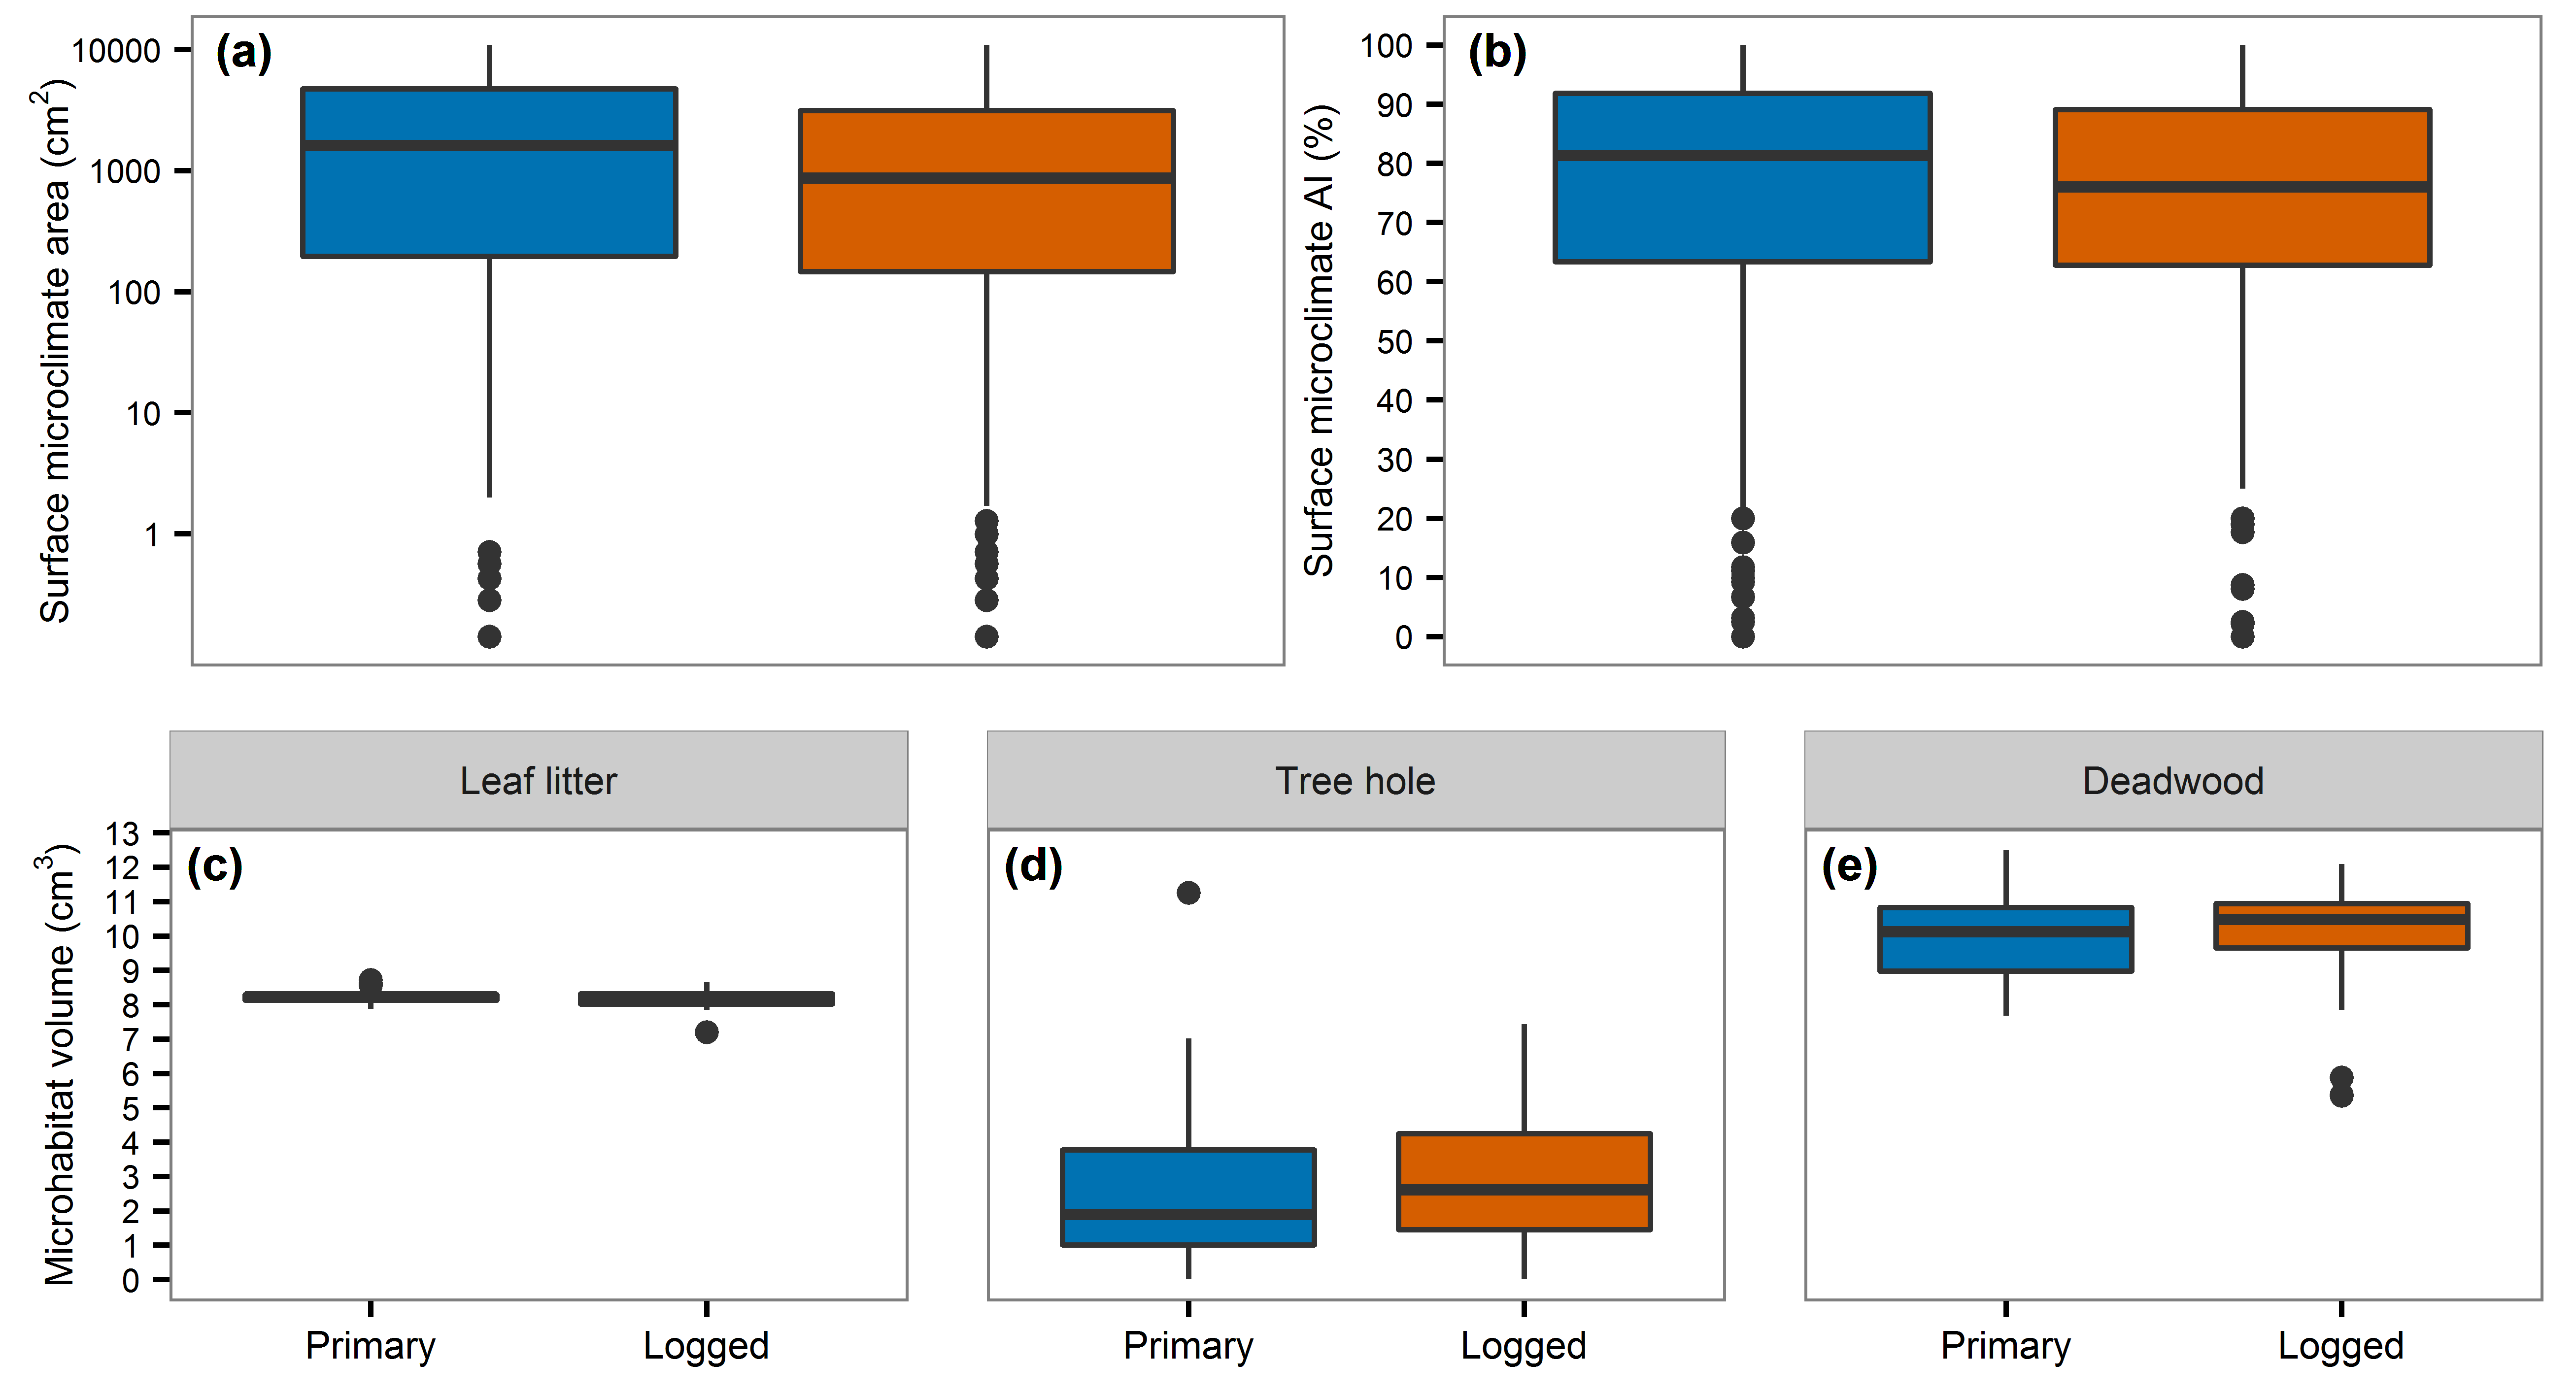 (a)
Surface microclimate area (cm²)
10000
1000
100
10
1
(b)
Surface microclimate AI (%)
100
90
80
70
60
50
40
30
20
10
0
Leaf litter
Tree hole
Deadwood
(c)
(d)
(e)
Microhabitat volume (cm³)
13
12
11
10
9
8
7
6
5
4
3
2
1
0
Primary
Logged
Primary
Logged
Primary
Logged